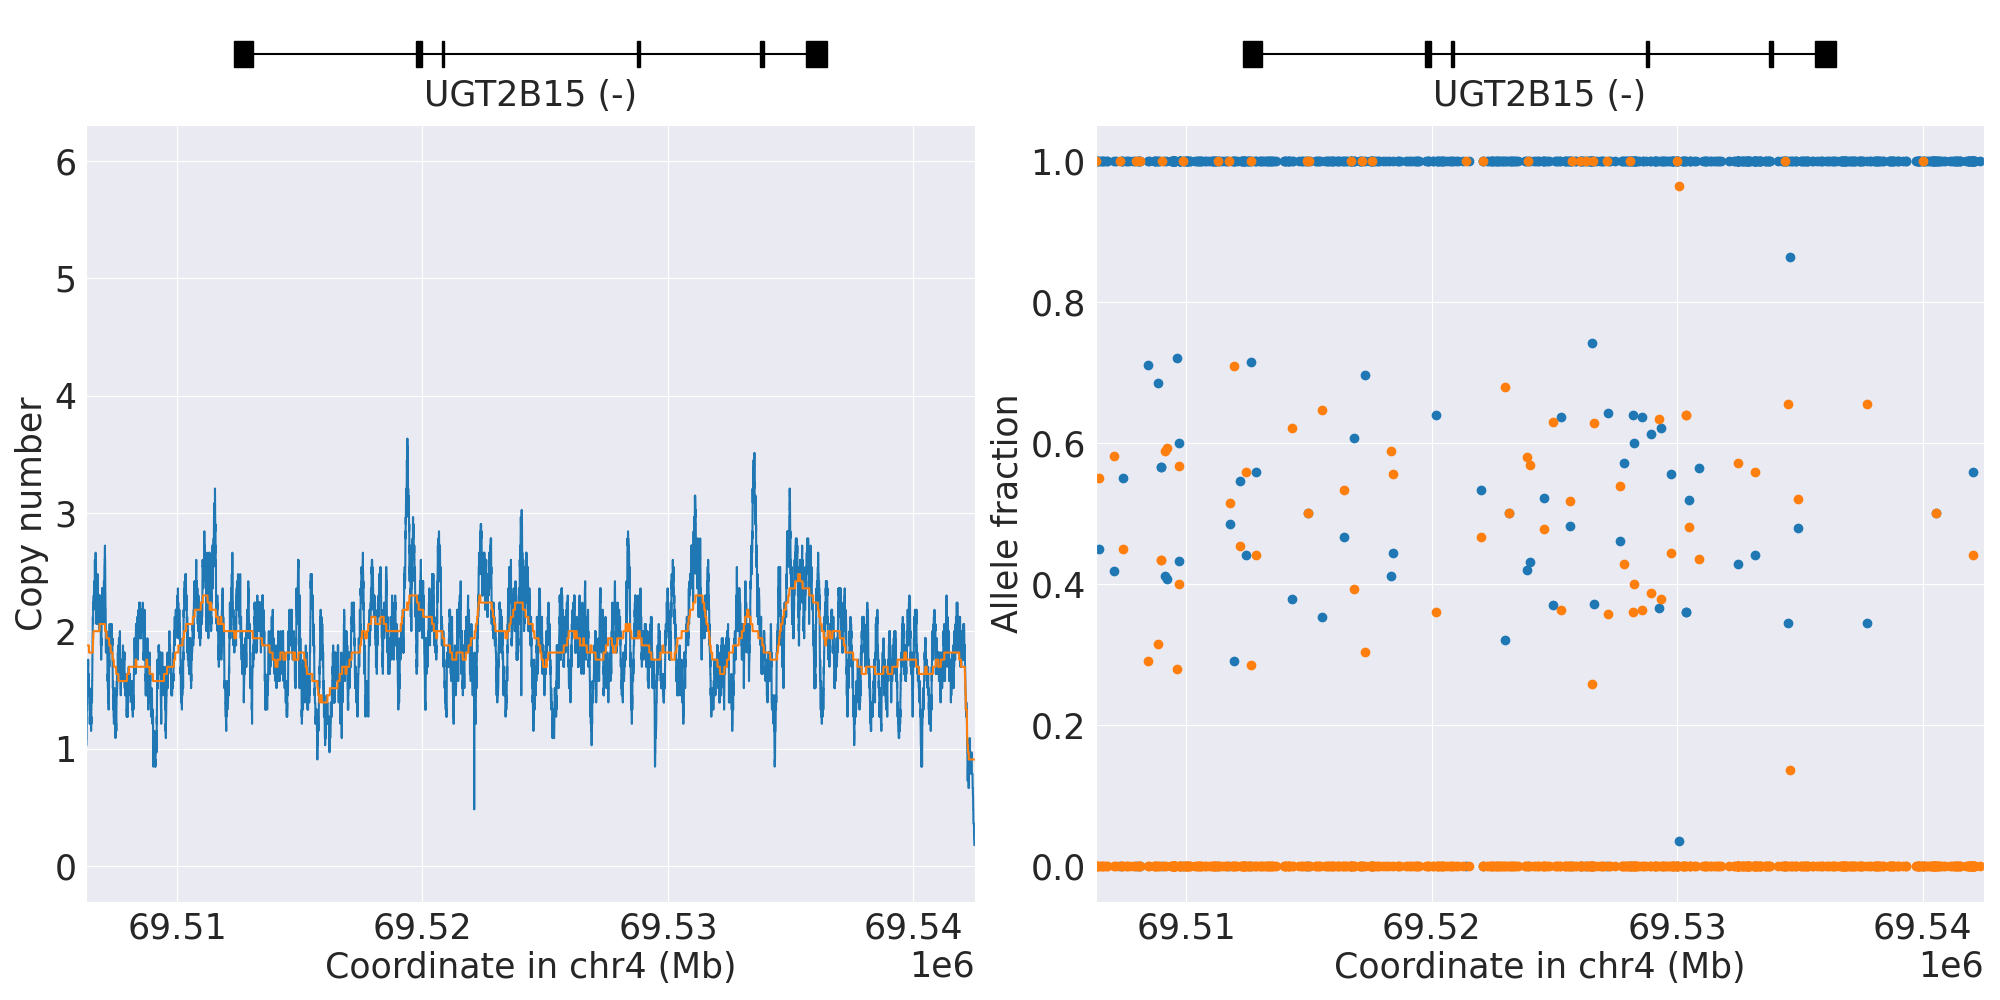 UGT2B15 (-)
6
5
4
3
2
1
0
Copy number
69.51 69.52 69.53 69.54
Coordinate in chr4 (Mb)
1e6
UGT2B15 (-)
1.0
0.8
0.6
0.4
0.2
0.0
Allele fraction
69.51 69.52 69.53 69.54
Coordinate in chr4 (Mb)
1e6